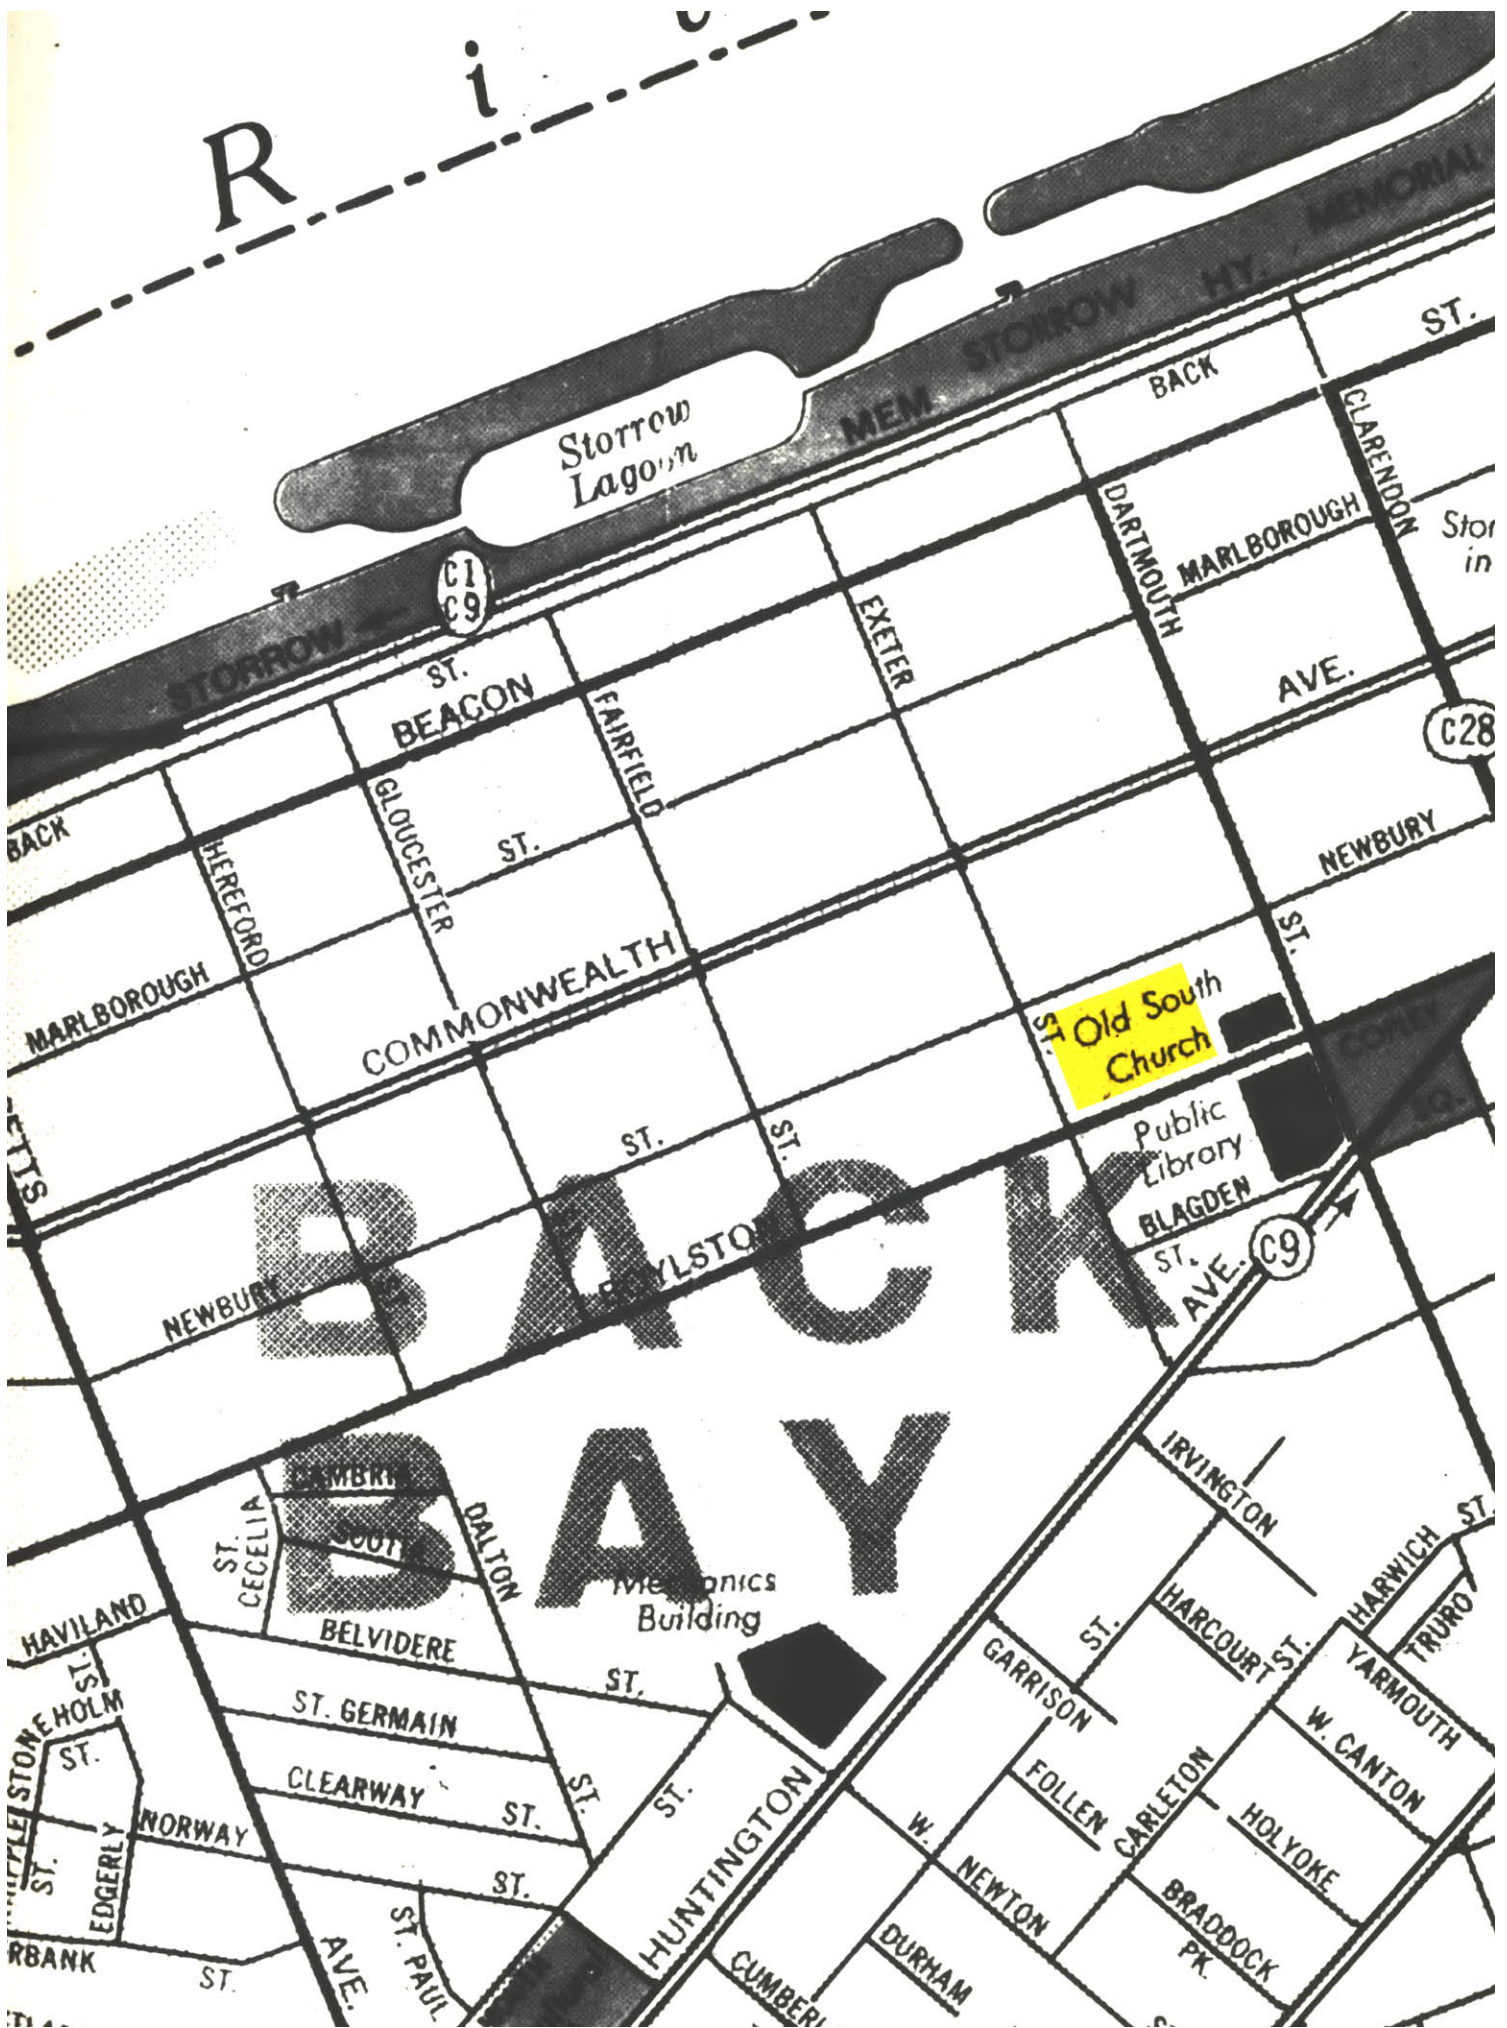 R i
MEMORIAL
STORROW HY.
MEM.
ST.
BACK
Storrow
Lagoon
CLARENDON
C1
C9
STORROW
DARTMOUTH
MARLBOROUGH
EXETER
ST.
BEACON
FAIRFIELD
AVE.
C28
BACK
HEREFORD
GLOUCESTER
ST.
NEWBURY
ST.
MARLBOROUGH
COMMONWEALTH
Old South
Church
ST.
ST.
ST.
SQ.
Public
Library
BLAGDEN
ST.
AVE.
C9
BACK
BAY
NEWBURY
ST.
BOYLSTON
IRVINGTON
CAMBRIA
ST.
CECELIA
DALTON
Mechanics
Building
HAVILAND
ST.
BELVIDERE
ST.
GARRISON
ST.
HARCOURT
ST.
HARWICH
ST.
TRURO
YARMOUTH
W. CANTON
ST. GERMAIN
EDGERLY
ST.
ST.
CLEARWAY
ST.
ST.
ST.
NORWAY
ST.
HUNTINGTON
FOLLEN
CARLETON
HOLYOKE
W.
NEWTON
BRADDOCK
PK.
DURHAM
ST. PAUL
AVE.
ST.